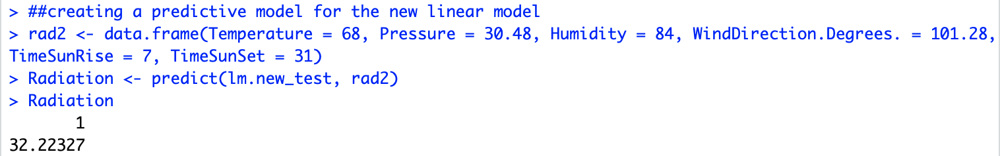 > ##creating a predictive model for the new linear model
> rad2 <- data.frame(Temperature = 68, Pressure = 30.48, Humidity = 84, WindDirection.Degrees. = 101.28,
TimeSunRise = 7, TimeSunSet = 31)
> Radiation <- predict(lm.new_test, rad2)
> Radiation
1
32.22327